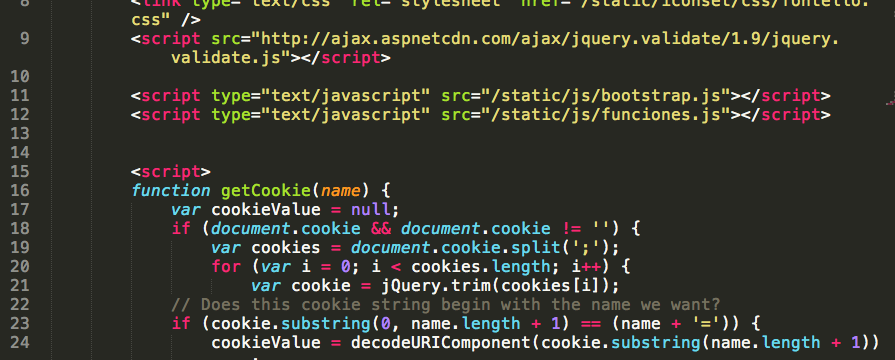 8 <link type="text/css" rel="stylesheet" href="/static/iconset/css/fontello.
css" />
9 <script src="http://ajax.aspnetcdn.com/ajax/jquery.validate/1.9/jquery.
validate.js"></script>
10
11 <script type="text/javascript" src="/static/js/bootstrap.js"></script>
12 <script type="text/javascript" src="/static/js/funciones.js"></script>
13
14
15 <script>
16 function getCookie(name) {
17 var cookieValue = null;
18 if (document.cookie && document.cookie != '') {
19 var cookies = document.cookie.split(';');
20 for (var i = 0; i < cookies.length; i++) {
21 var cookie = jQuery.trim(cookies[i]);
22 // Does this cookie string begin with the name we want?
23 if (cookie.substring(0, name.length + 1) == (name + '=')) {
24 cookieValue = decodeURIComponent(cookie.substring(name.length + 1))